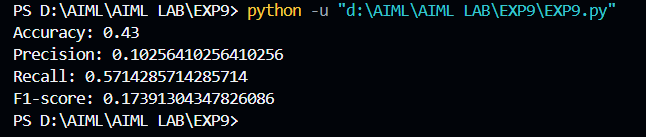 PS D:\AIML\AIML LAB\EXP9> python -u "d:\AIML\AIML LAB\EXP9\EXP9.py"
Accuracy: 0.43
Precision: 0.10256410256410256
Recall: 0.5714285714285714
F1-score: 0.17391304347826086
PS D:\AIML\AIML LAB\EXP9>